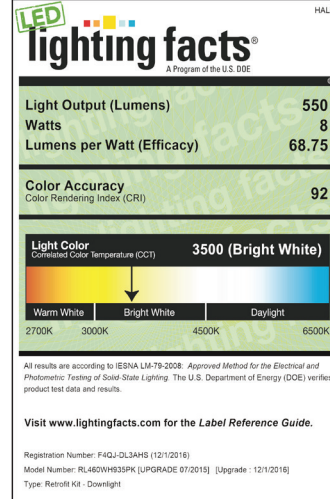 LED
HAL
lighting facts®
A Program of the U.S. DOE
Light Output (Lumens) 550
Watts 8
Lumens per Watt (Efficacy) 68.75
Color Accuracy
Color Rendering Index (CRI) 92
Light Color
Correlated Color Temperature (CCT) 3500 (Bright White)
Warm White Bright White Daylight
2700K 3000K 4500K 6500K
All results are according to IESNA LM-79-2008: Approved Method for the Electrical and
Photometric Testing of Solid-State Lighting. The U.S. Department of Energy (DOE) verifies
product test data and results.
Visit www.lightingfacts.com for the Label Reference Guide.
Registration Number: F4QJ-DL3AHS (12/1/2016)
Model Number: RL460WH935PK [UPGRADE 07/2015] [Upgrade : 12/1/2016]
Type: Retrofit Kit - Downlight